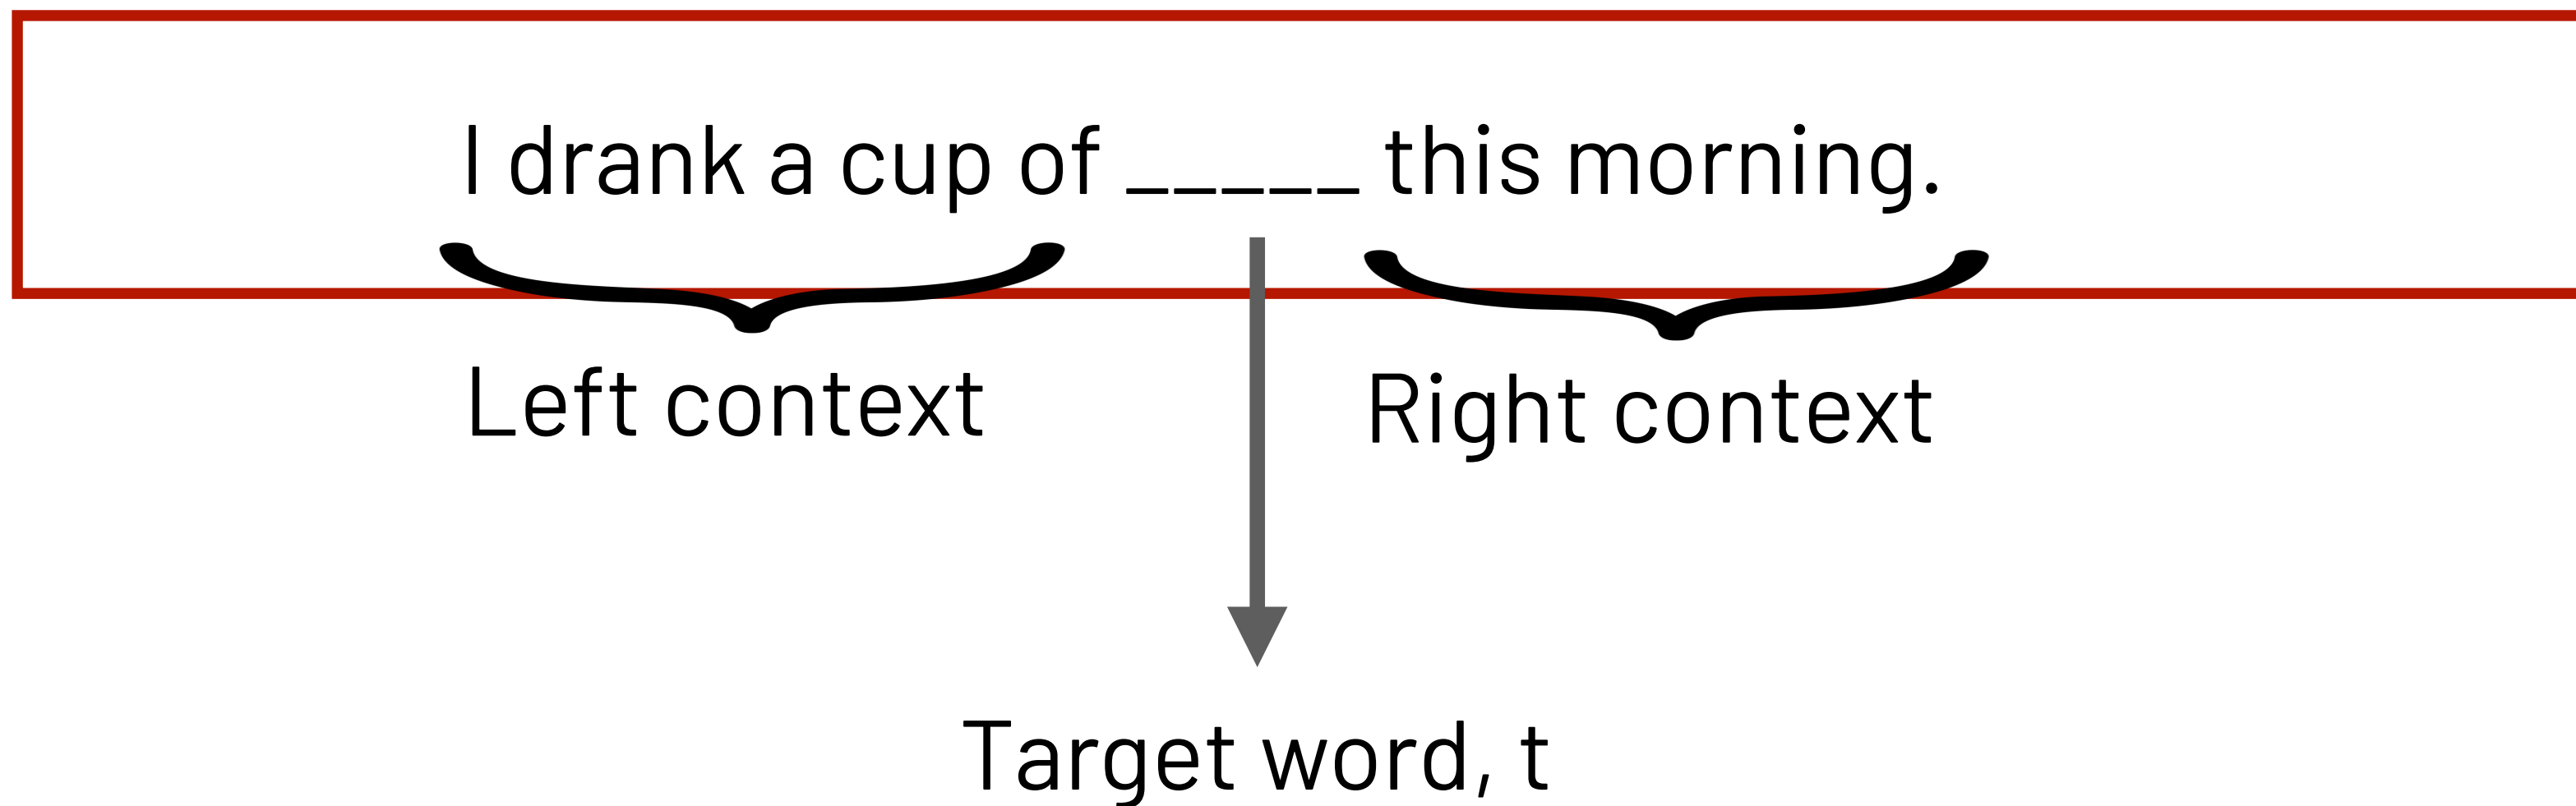 I drank a cup of _____ this morning.
Left context
Right context
Target word, t